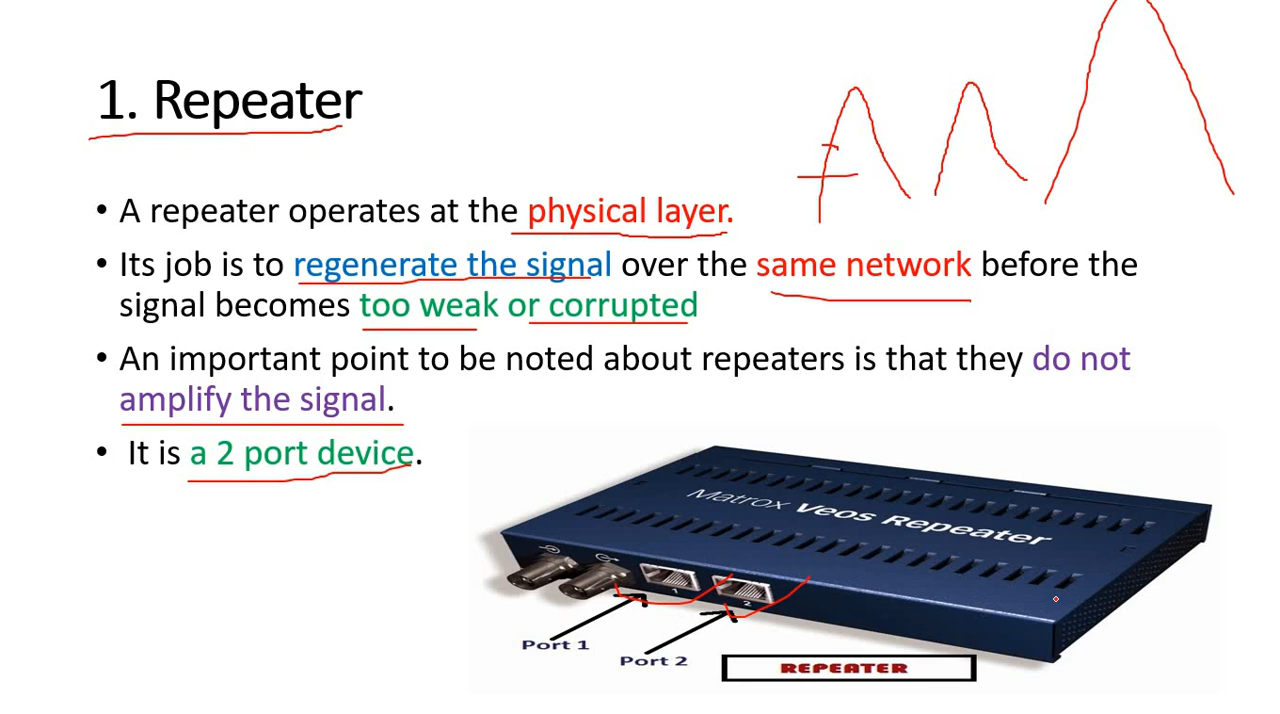 1. Repeater
• A repeater operates at the physical layer.
• Its job is to regenerate the signal over the same network before the
signal becomes too weak or corrupted
• An important point to be noted about repeaters is that they do not
amplify the signal.
• It is a 2 port device.
Matrox Veos Repeater
1
2
Port 1
Port 2
REPEATER